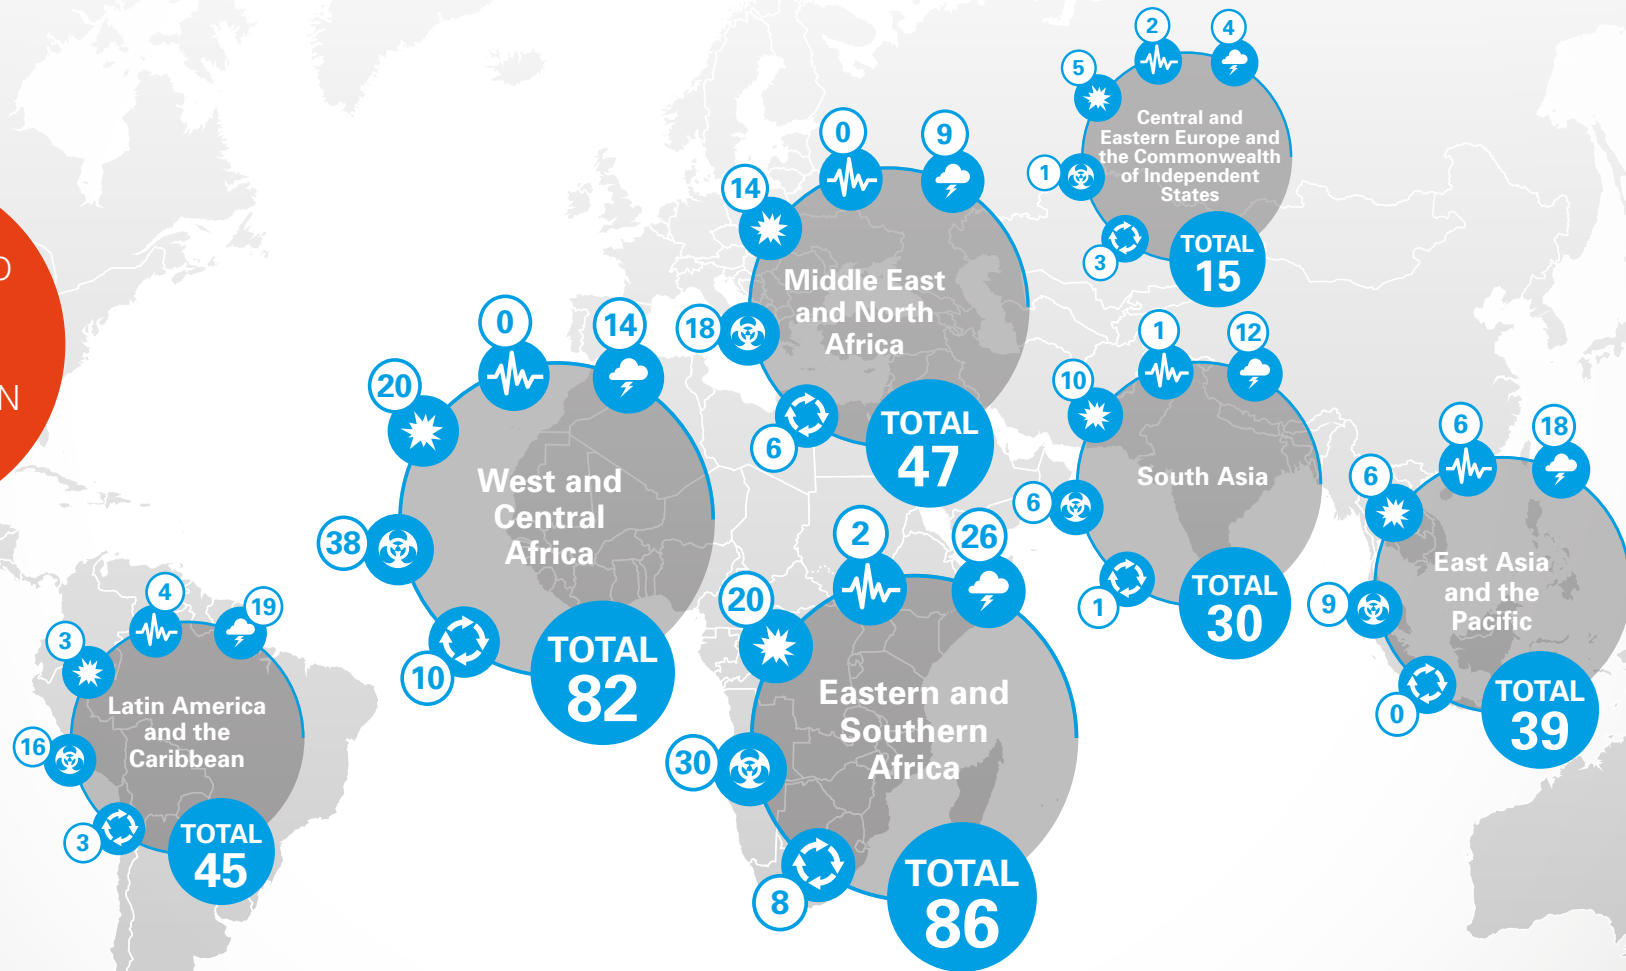 D
N
2
4
5
1
3
Central and
Eastern Europe and
the Commonwealth
of Independent
States
TOTAL
15
0
9
14
18
6
Middle East
and North
Africa
TOTAL
47
0
14
20
38
10
West and
Central
Africa
TOTAL
82
1
12
10
6
1
South Asia
TOTAL
30
6
18
6
9
0
East Asia
and the
Pacific
TOTAL
39
2
26
20
30
8
Eastern and
Southern
Africa
TOTAL
86
4
19
3
16
3
Latin America
and the
Caribbean
TOTAL
45